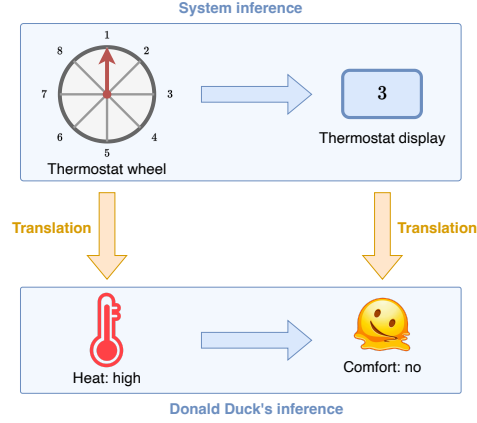 System inference
1
8
2
7
3
6
4
5
Thermostat wheel
3
Thermostat display
Translation
Translation
Heat: high
Comfort: no
Donald Duck's inference